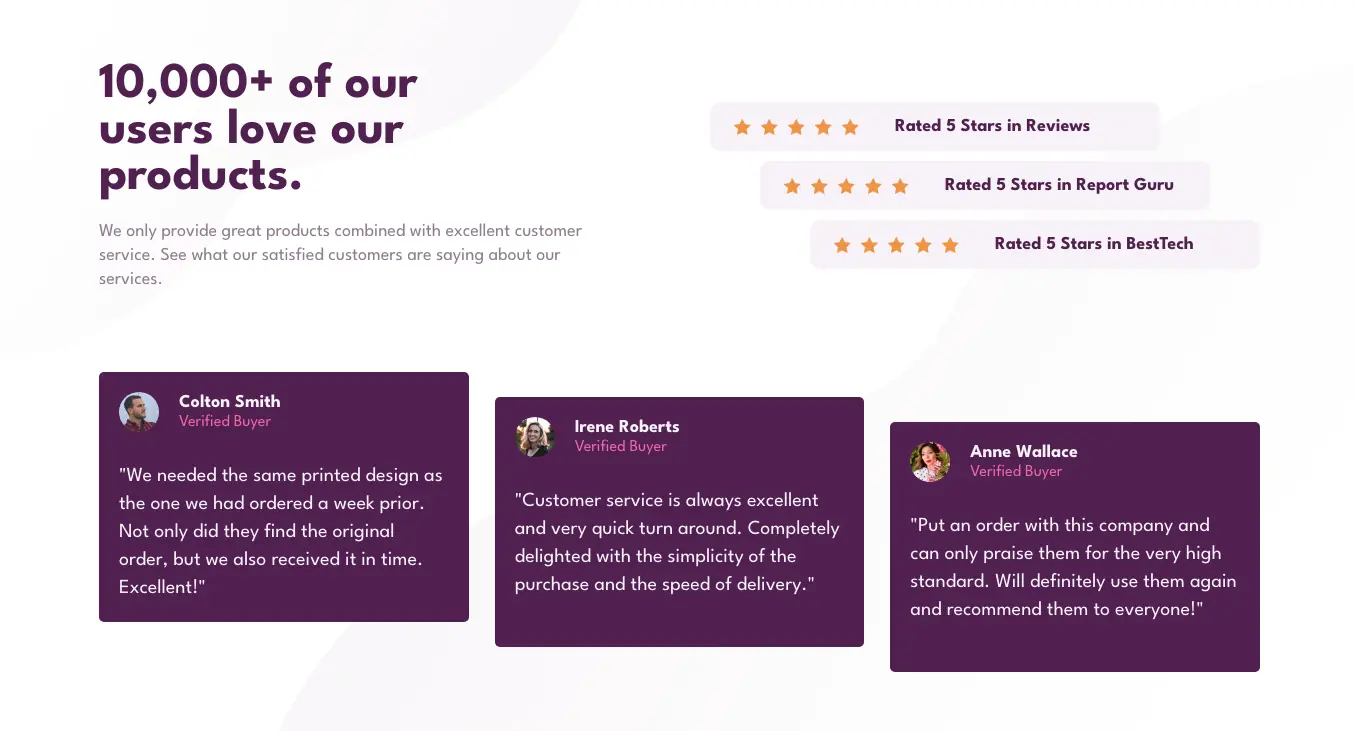 10,000+ of our
users love our
products.
We only provide great products combined with excellent customer
service. See what our satisfied customers are saying about our
services.
Rated 5 Stars in Reviews
Rated 5 Stars in Report Guru
Rated 5 Stars in BestTech
Colton Smith
Verified Buyer
"We needed the same printed design as
the one we had ordered a week prior.
Not only did they find the original
order, but we also received it in time.
Excellent!"
Irene Roberts
Verified Buyer
"Customer service is always excellent
and very quick turn around. Completely
delighted with the simplicity of the
purchase and the speed of delivery."
Anne Wallace
Verified Buyer
"Put an order with this company and
can only praise them for the very high
standard. Will definitely use them again
and recommend them to everyone!"